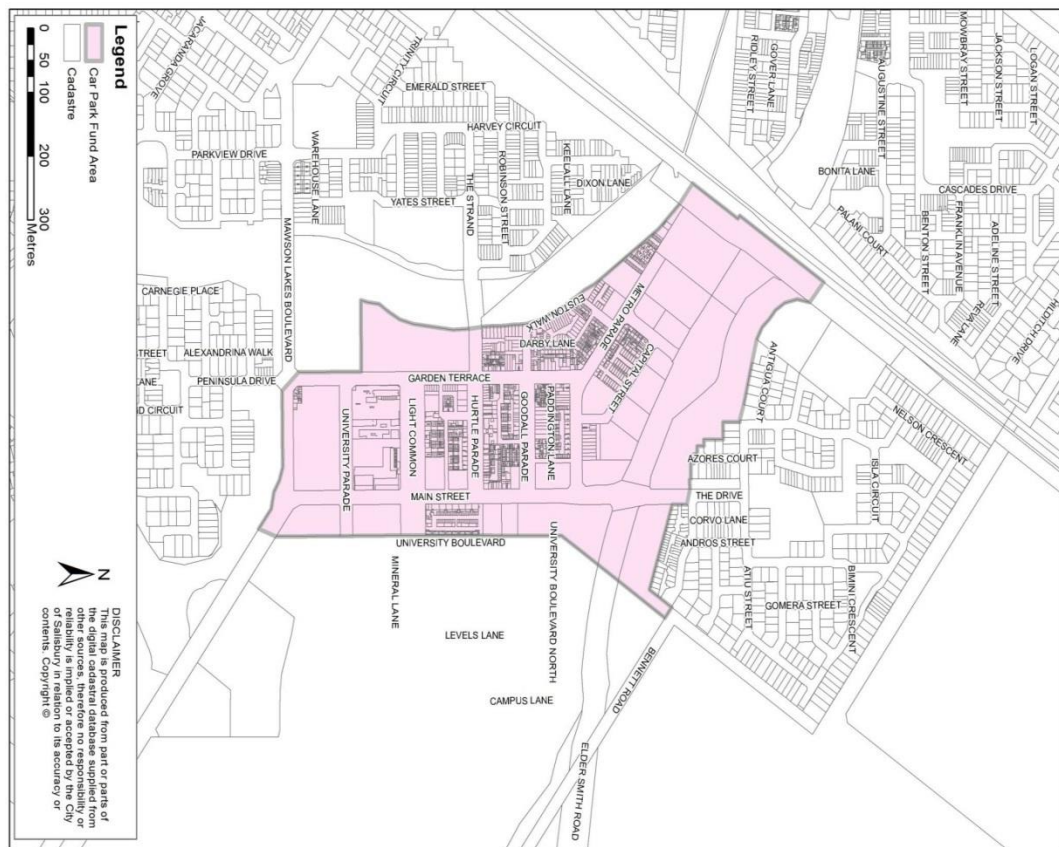 JACARANDA GROVE
TRINITY CIRCUIT
EMERALD STREET
HARVEY CIRCUIT
PARKVIEW DRIVE
WAREHOUSE LANE
YATES STREET
THE STRAND
ROBINSON STREET
KEELALL LANE
DIXON LANE
MAWSON LAKES BOULEVARD
RIDLEY STREET
GOVER LANE
AUGUSTINE STREET
MOWBRAY STREET
JACKSON STREET
LOGAN STREET
BONITA LANE
CASCADES DRIVE
PALANI COURT
BENTON STREET
FRANKLIN AVENUE
ADELINE STREET
REVA LANE
HILDITCH DRIVE
CARNEGIE PLACE
STREET
ALEXANDRINA WALK
LANE
PENINSULA DRIVE
D CIRCUIT
EUSTON WALK
METRO PARADE
DARBY LANE
CAPITAL STREET
GARDEN TERRACE
UNIVERSITY PARADE
LIGHT COMMON
HURTLE PARADE
GOODALL PARADE
PADDINGTON LANE
MAIN STREET
UNIVERSITY BOULEVARD
MINERAL LANE
UNIVERSITY BOULEVARD NORTH
LEVELS LANE
CAMPUS LANE
ANTIGUA COURT
NELSON CRESCENT
AZORES COURT
ISLA CIRCUIT
THE DRIVE
CORVO LANE
ANDROS STREET
ATIU STREET
GOMERA STREET
BIMINI CRESCENT
BENNETT ROAD
ELDER SMITH ROAD
Legend
Car Park Fund Area
Cadastre
0 50 100 200 300
Metres
N
DISCLAIMER
This map is produced from part or parts of
the digital cadastral database supplied from
other sources, therefore no responsibility or
reliability is implied or accepted by the City
of Salisbury in relation to its accuracy or
contents. Copyright ©